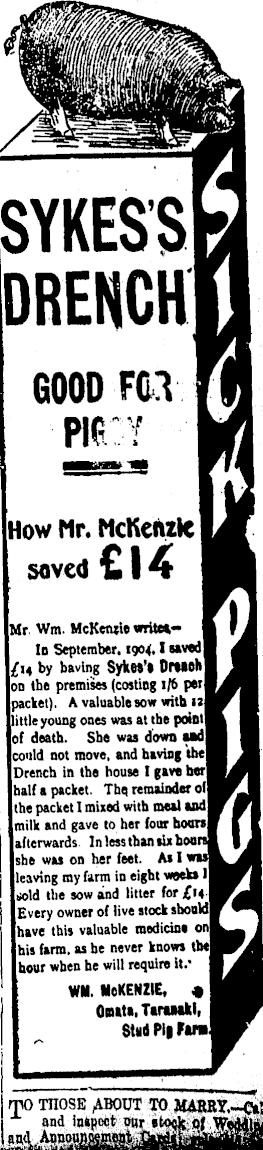 SYKES'S
DRENCH
GOOD FOR
PIGGY
How Mr. McKenzie
saved £14
Mr. Wm. McKenzie writes,—
In September, 1904, I saved
£14 by having Sykes's Drench
on the premises (costing 1/6 per
packet). A valuable sow with 12
little young ones was at the point
of death. She was down and
could not move, and having the
Drench in the house I gave her
half a packet. The remainder of
the packet I mixed with meal and
milk and gave to her four hours
afterwards. In less than six hours
she was on her feet. As I was
leaving my farm in eight weeks I
sold the sow and litter for £14.
Every owner of live stock should
have this valuable medicine on
his farm, as he never knows the
hour when he will require it."
WM. McKENZIE,
Omata, Taranaki,
Stud Pig Farm.
SICK PIGS
TO THOSE ABOUT TO MARRY.—
and inspect our stock of
and Announcement Cards